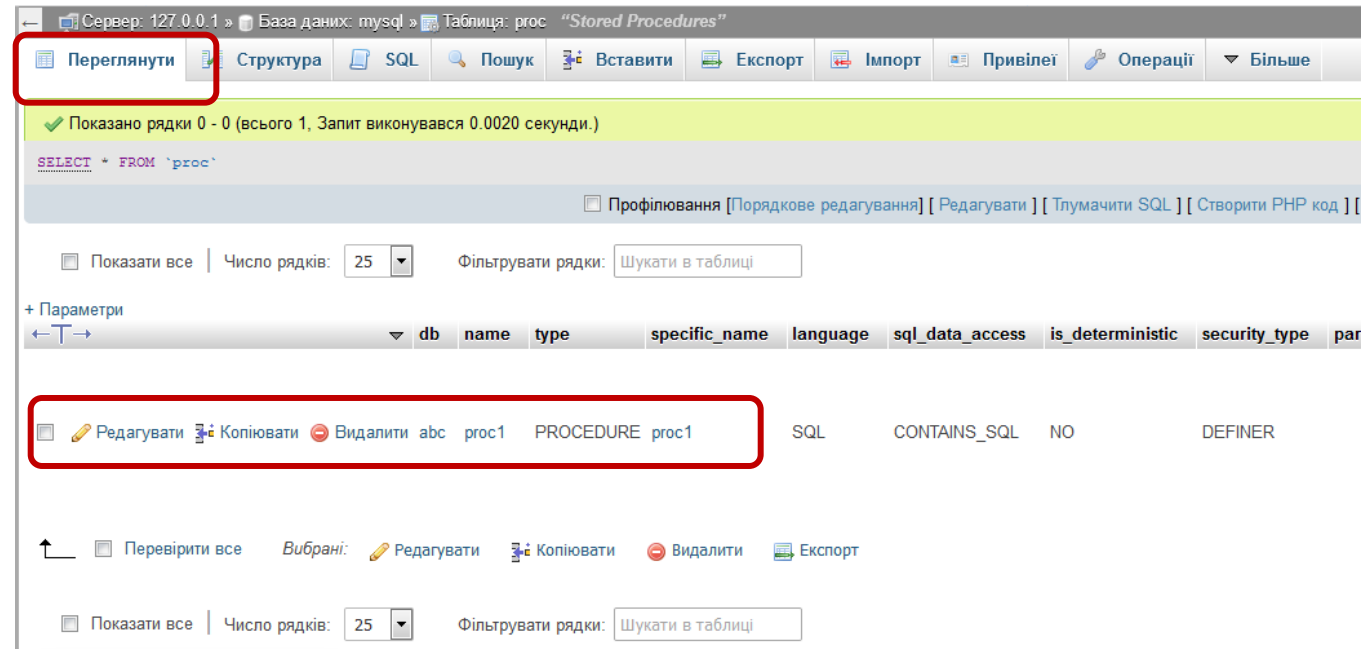 ← Сервер: 127.0.0.1 » База даних: mysql » Таблиця: proc "Stored Procedures"
Переглянути Структура SQL Пошук Вставити Експорт Імпорт Привілеї Операції Більше
Показано рядки 0 - 0 (всього 1, Запит виконувався 0.0020 секунди.)
SELECT * FROM `proc`
Профілювання [Порядкове редагування] [ Редагувати ] [ Тлумачити SQL ] [ Створити PHP код ] [
Показати все | Число рядків: 25 Фільтрувати рядки: Шукати в таблиці
+ Параметри
←T→ db name type specific_name language sql_data_access is_deterministic security_type par
Редагувати Копіювати Видалити abc proc1 PROCEDURE proc1 SQL CONTAINS_SQL NO DEFINER
Перевірити все Вибрані: Редагувати Копіювати Видалити Експорт
Показати все | Число рядків: 25 Фільтрувати рядки: Шукати в таблиці